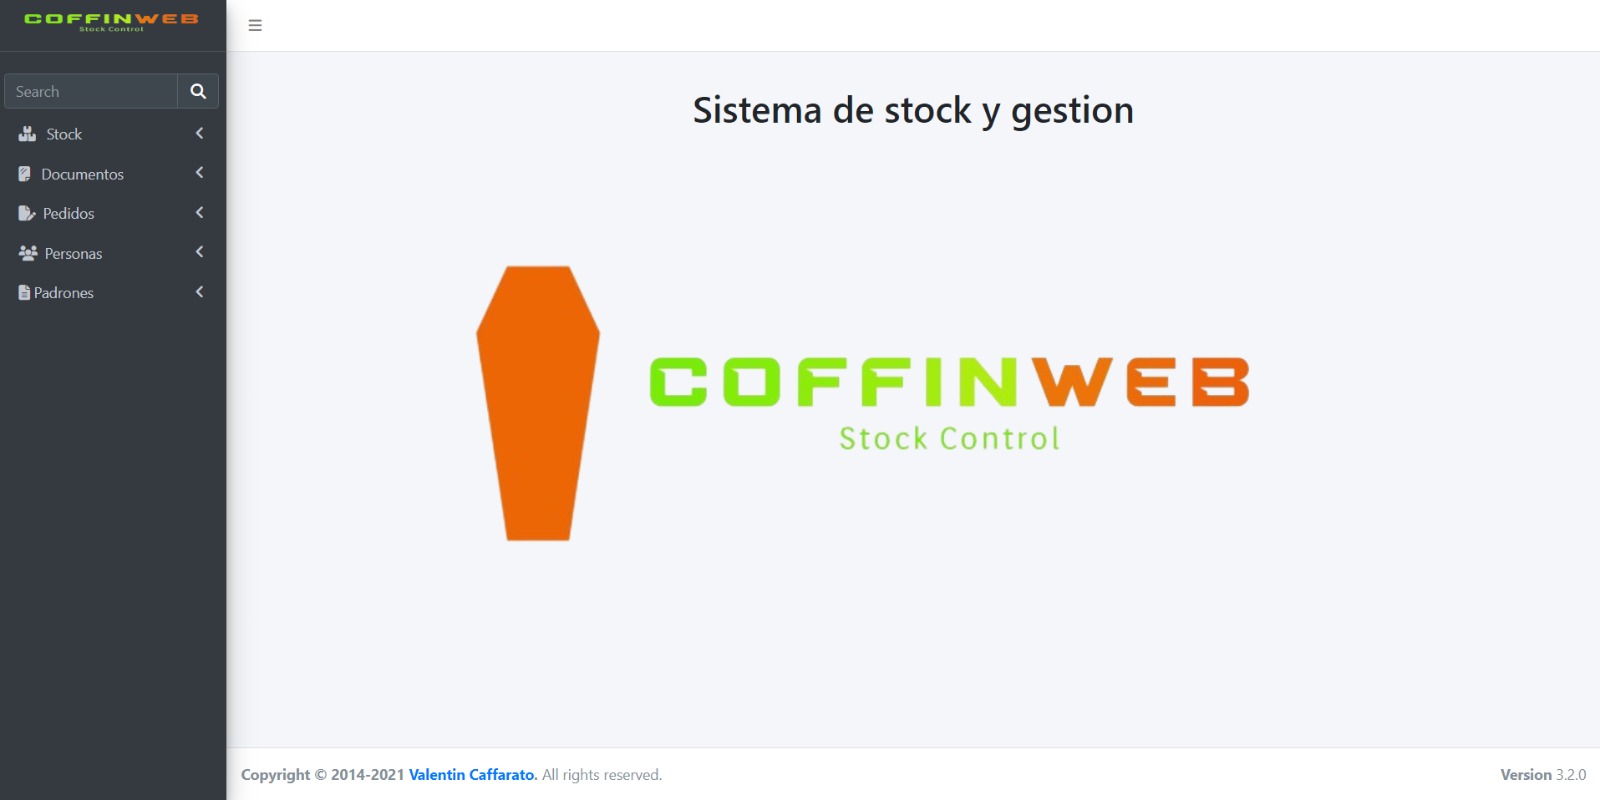 COFFINWEB
Stock Control
Search
Stock
Documentos
Pedidos
Personas
Padrones
Sistema de stock y gestion
COFFINWEB
Stock Control
Copyright © 2014-2021 Valentin Caffarato. All rights reserved.
Version 3.2.0